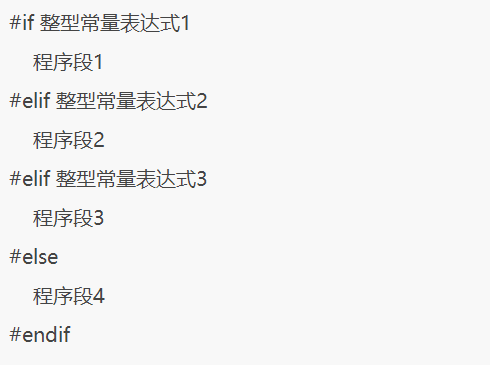 #if 整型常量表达式1
程序段1
#elif 整型常量表达式2
程序段2
#elif 整型常量表达式3
程序段3
#else
程序段4
#endif